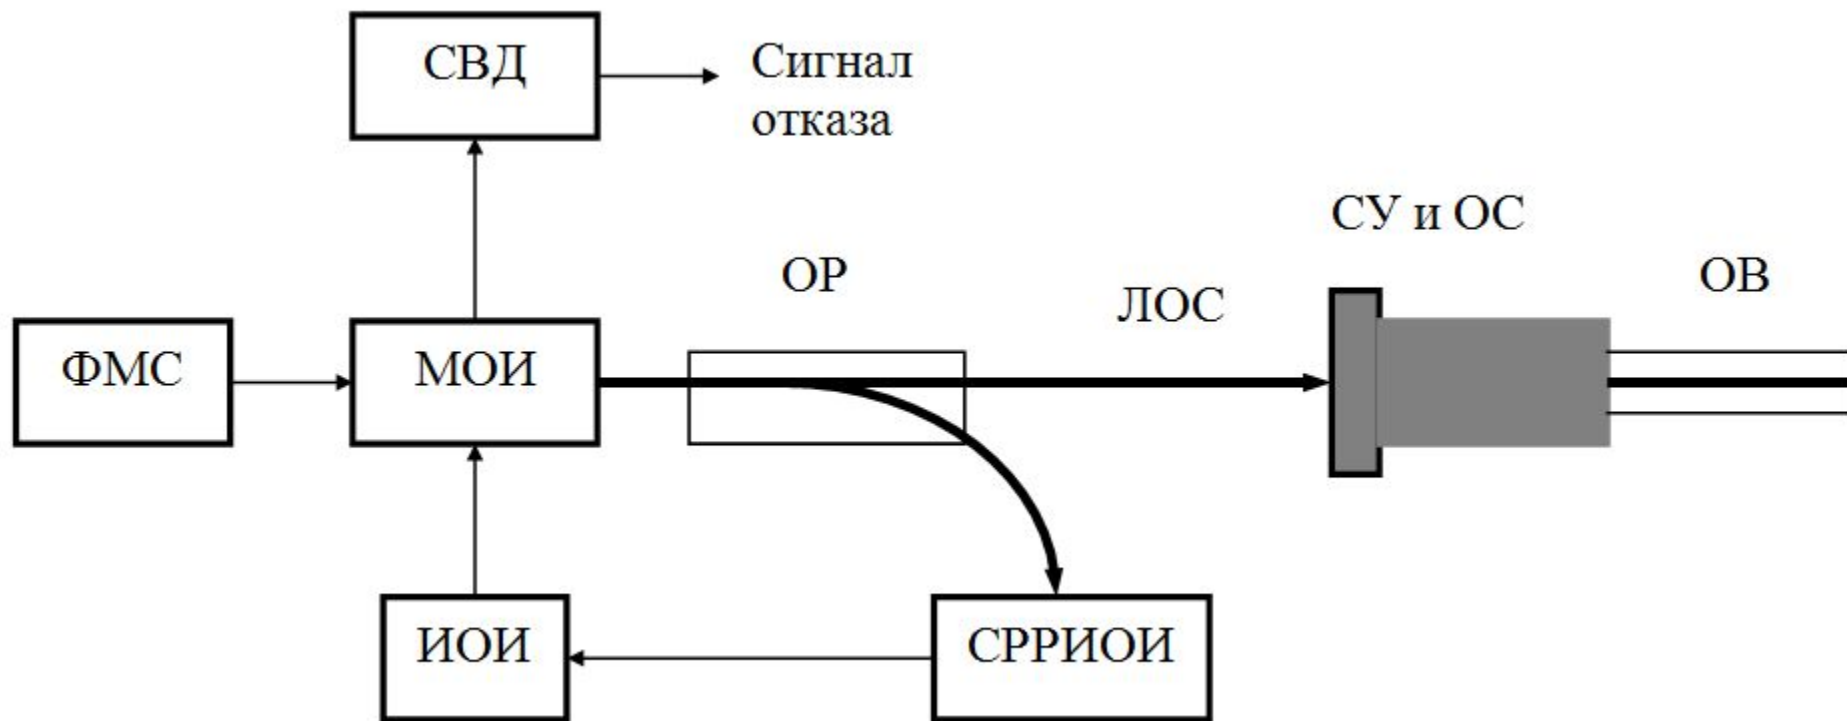 СВД
Сигнал
отказа
СУ и ОС
ОР
ОВ
ЛОС
ФМС
МОИ
ИОИ
СРРИОИ